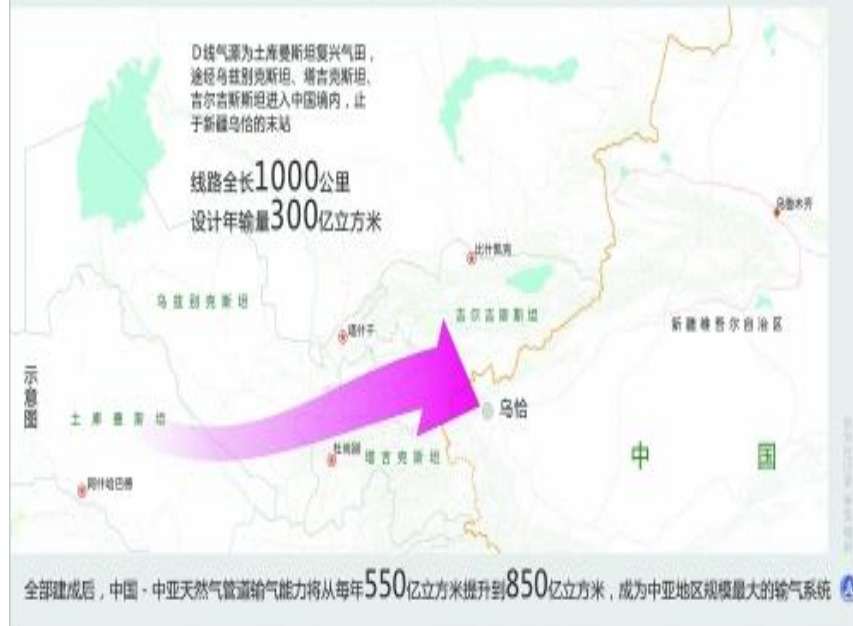 D线气源为土库曼斯坦复兴气田，
途经乌兹别克斯坦、塔吉克斯坦、
吉尔吉斯斯坦进入中国境内，止
于新疆乌恰的末站
线路全长1000公里
设计年输量300亿立方米
乌鲁木齐
比什凯克
乌兹别克斯坦
吉尔吉斯斯坦
新疆维吾尔自治区
塔什干
示意图
乌恰
土库曼斯坦
杜尚别
塔吉克斯坦
中国
阿什哈巴德
全部建成后，中国-中亚天然气管道输气能力将从每年550亿立方米提升到850亿立方米，成为中亚地区规模最大的输气系统